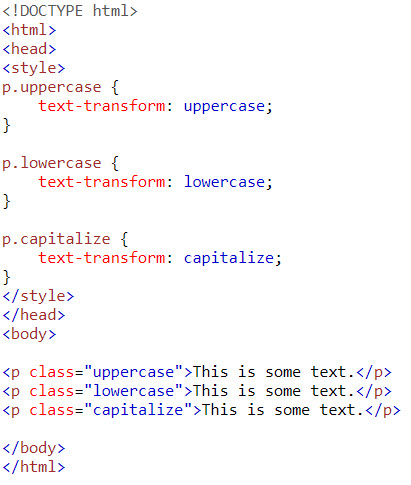 <!DOCTYPE html>
<html>
<head>
<style>
p.uppercase {
    text-transform: uppercase;
}

p.lowercase {
    text-transform: lowercase;
}

p.capitalize {
    text-transform: capitalize;
}
</style>
</head>
<body>

<p class="uppercase">This is some text.</p>
<p class="lowercase">This is some text.</p>
<p class="capitalize">This is some text.</p>

</body>
</html>